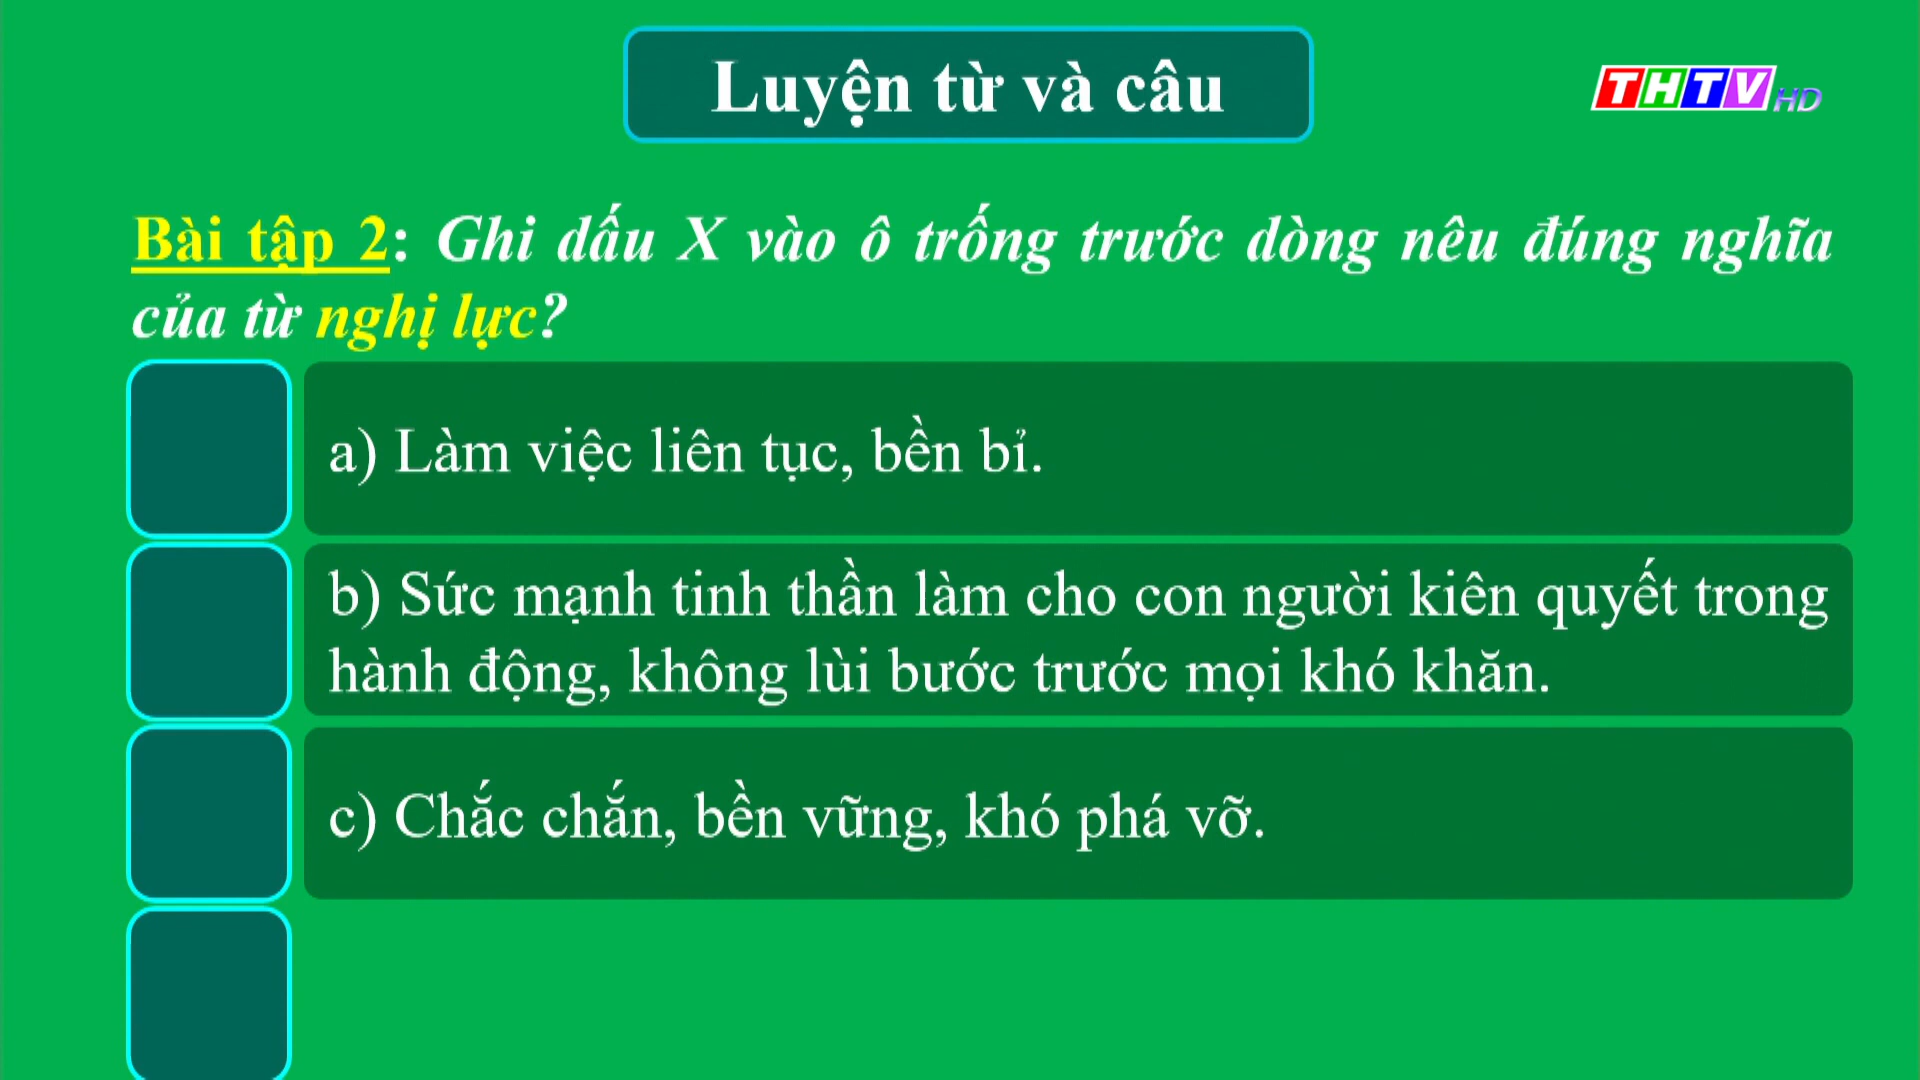 Luyện từ và câu
THTV HD
Bài tập 2: Ghi dấu X vào ô trống trước dòng nêu đúng nghĩa
của từ nghị lực?
a) Làm việc liên tục, bền bỉ.
b) Sức mạnh tinh thần làm cho con người kiên quyết trong
hành động, không lùi bước trước mọi khó khăn.
c) Chắc chắn, bền vững, khó phá vỡ.